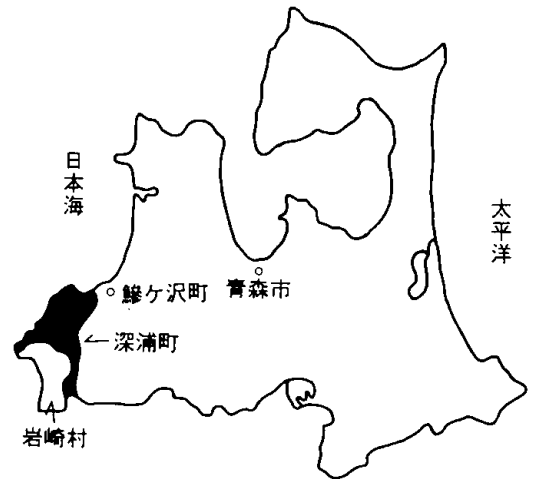 日本海
太平洋
鰺ケ沢町
青森市
深浦町
岩崎村